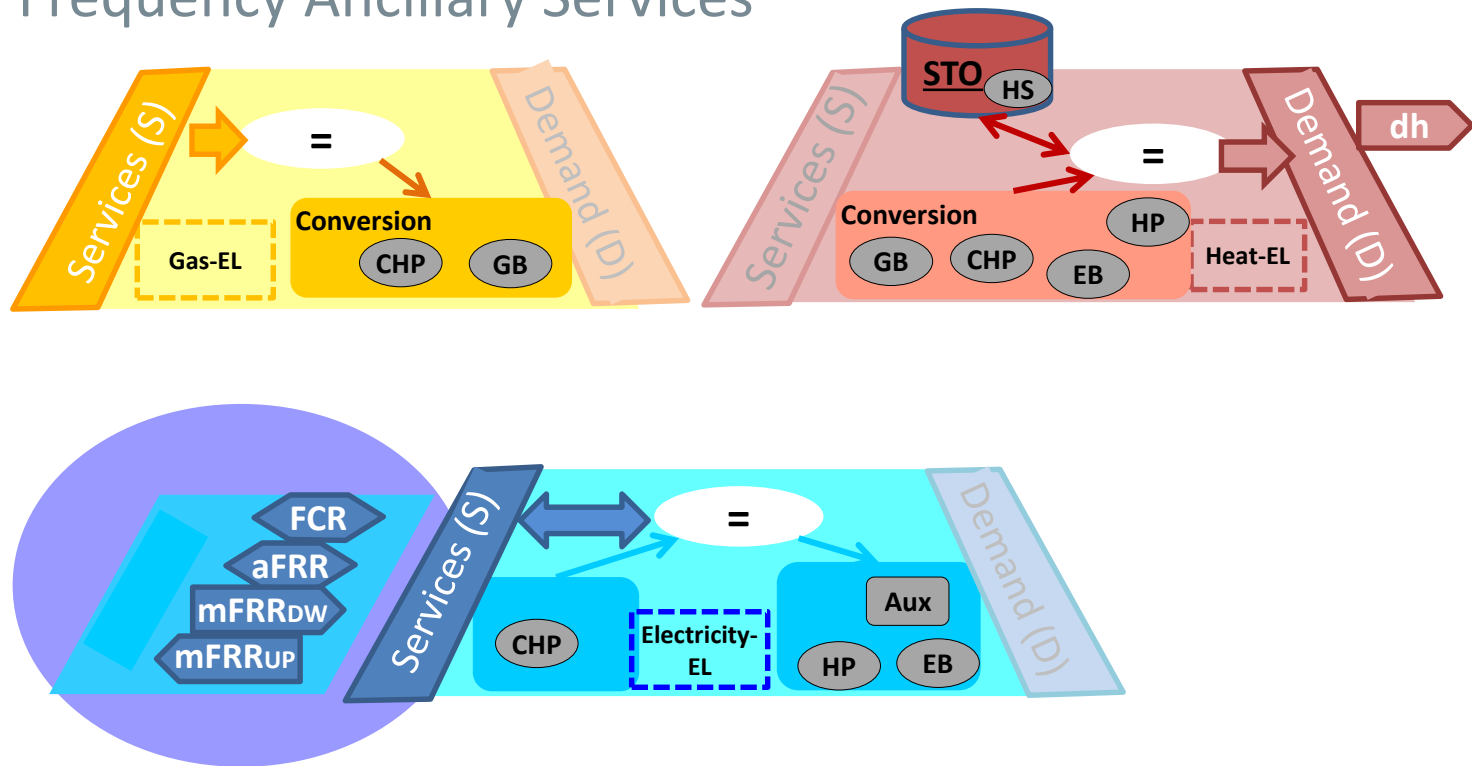 Frequency Ancillary Services
Services (S)
=
Demand (D)
Conversion
CHP
GB
Gas-EL
Services (S)
STO
HS
=
Demand (D)
dh
Conversion
HP
GB
CHP
EB
Heat-EL
FCR
aFRR
mFRRDW
mFRRUP
Services (S)
=
Demand (D)
CHP
Electricity-
EL
Aux
HP
EB